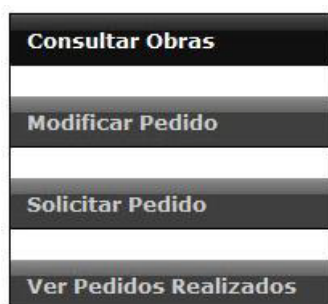 Consultar Obras
Modificar Pedido
Solicitar Pedido
Ver Pedidos Realizados